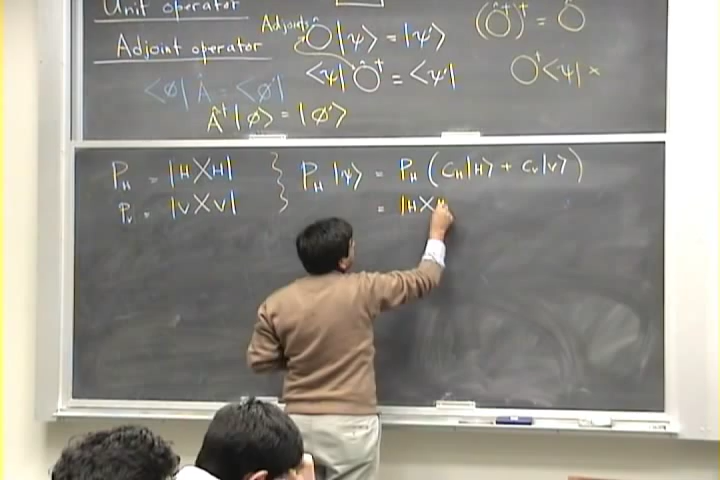 Unit operator
Adjoint operator
Adjoint
Ô|ψ⟩ = |ψ'⟩
⟨ψ|Ô† = ⟨ψ'|
(Ô†)† = Ô
O†⟨ψ| ×
⟨φ|Â = ⟨φ'|
Â†|φ⟩ = |φ'⟩
P_H = |H⟩⟨H|
P_V = |V⟩⟨V|
P_H|ψ⟩ = P_H (C_H|H⟩ + C_V|V⟩)
= |H⟩⟨H